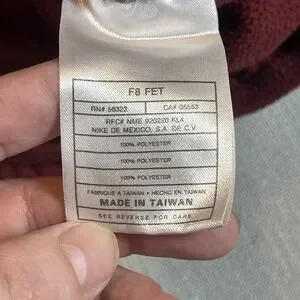 F8 FET
RN# 56323 CA# 05553
RFC# NME 920220 KL4
NIKE DE MEXICO, S.A. DE C.V.
100% POLYESTER
100% POLYESTER
100% POLYESTER
FABRIQUE A TAIWAN • HECHO EN TAIWAN
MADE IN TAIWAN
SEE REVERSE FOR CARE